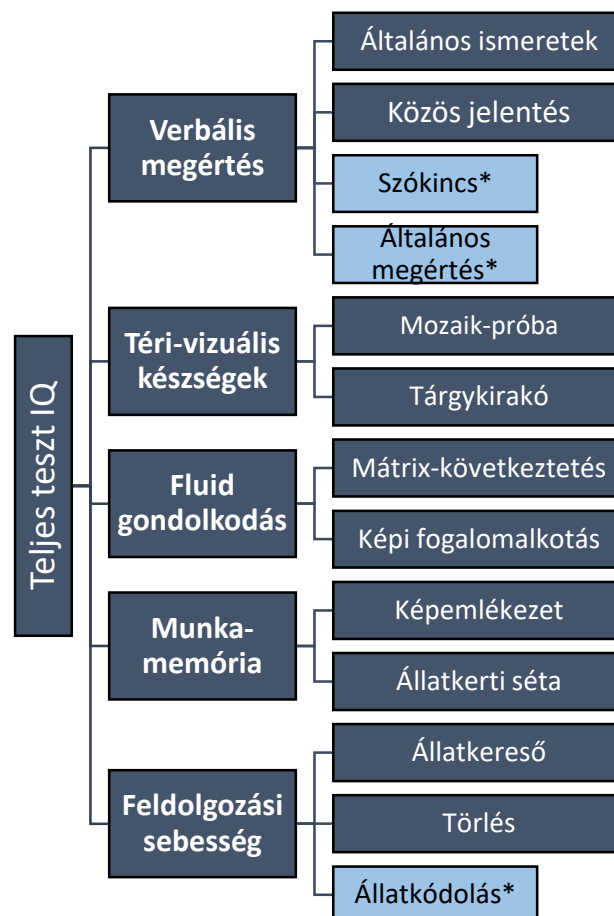 Teljes teszt IQ
Verbális
megértés
Általános ismeretek
Közös jelentés
Szókincs*
Általános
megértés*
Téri-vizuális
készségek
Mozaik-próba
Tárgykirakó
Fluid
gondolkodás
Mátrix-következtetés
Képi fogalomalkotás
Munka-
memória
Képemlékezet
Állatkerti séta
Feldolgozási
sebesség
Állatkereső
Törlés
Állatkódolás*